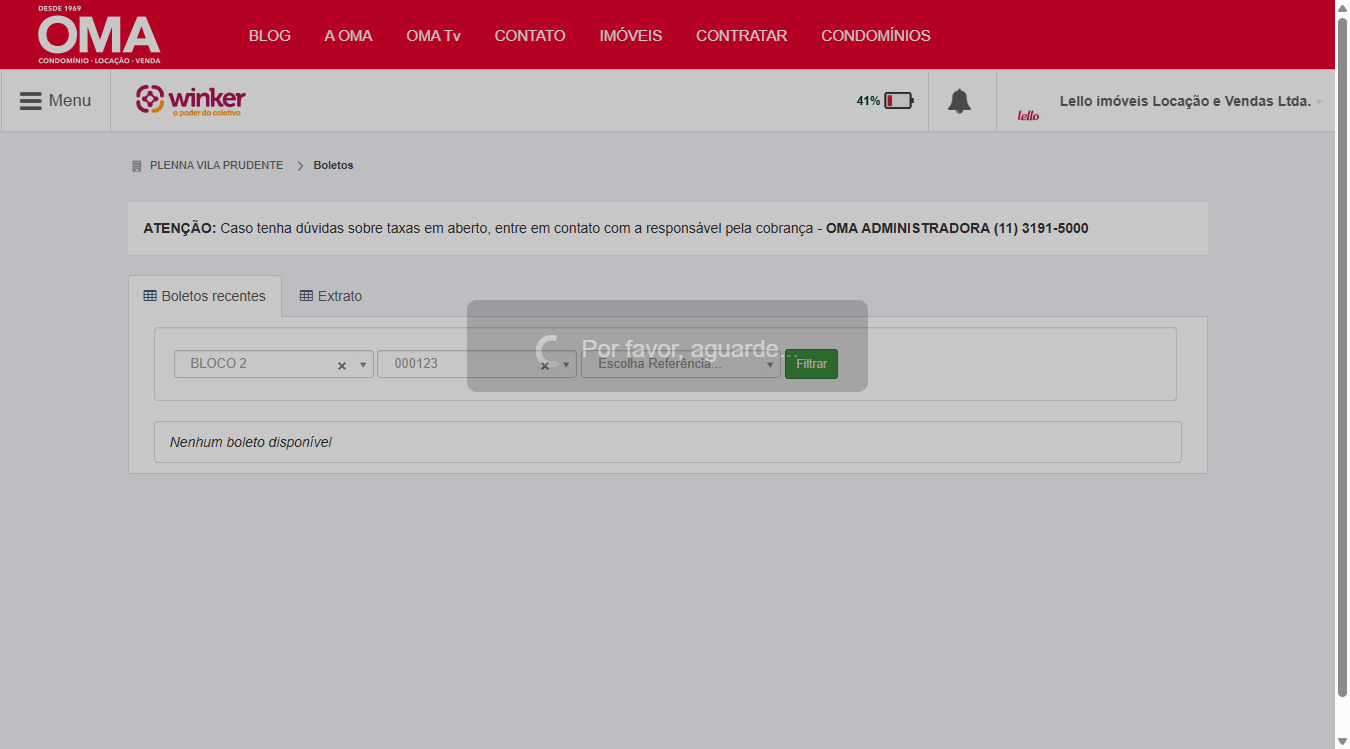 DESDE 1969
OMA
CONDOMÍNIO · LOCAÇÃO · VENDA
BLOG A OMA OMA Tv CONTATO IMÓVEIS CONTRATAR CONDOMÍNIOS
Menu
winker
o poder do coletivo
41%
lello
Lello imóveis Locação e Vendas Ltda.
PLENNA VILA PRUDENTE > Boletos
ATENÇÃO: Caso tenha dúvidas sobre taxas em aberto, entre em contato com a responsável pela cobrança - OMA ADMINISTRADORA (11) 3191-5000
Boletos recentes Extrato
Por favor, aguarde...
BLOCO 2 × 000123 × Escolha Referência... Filtrar
Nenhum boleto disponível